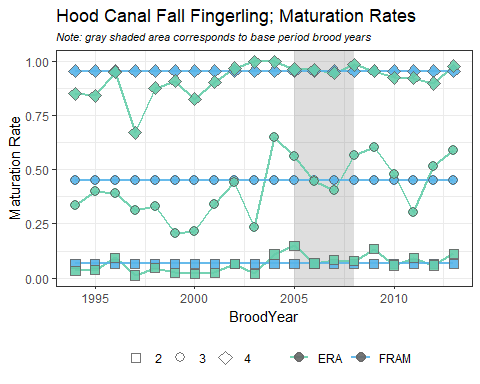 Hood Canal Fall Fingerling; Maturation Rates
Note: gray shaded area corresponds to base period brood years
1.00
0.75
0.50
0.25
0.00
Maturation Rate
1995 2000 2005 2010
BroodYear
2 3 4 ERA FRAM